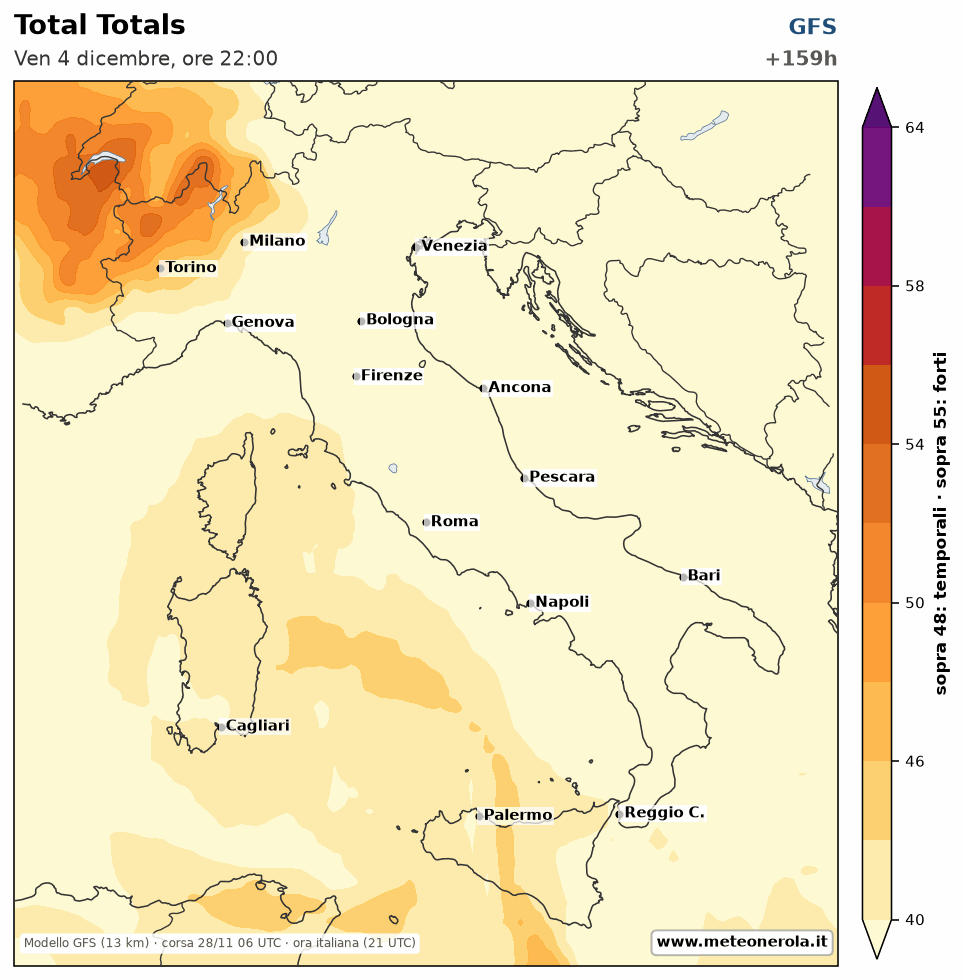 Total Totals
GFS
Ven 4 dicembre, ore 22:00
+159h
64
58
54
50
46
40
sopra 48: temporali · sopra 55: forti
Milano
Venezia
Torino
Genova
Bologna
Firenze
Ancona
Pescara
Roma
Bari
Napoli
Cagliari
Palermo
Reggio C.
Modello GFS (13 km) · corsa 28/11 06 UTC · ora italiana (21 UTC)
www.meteonerola.it